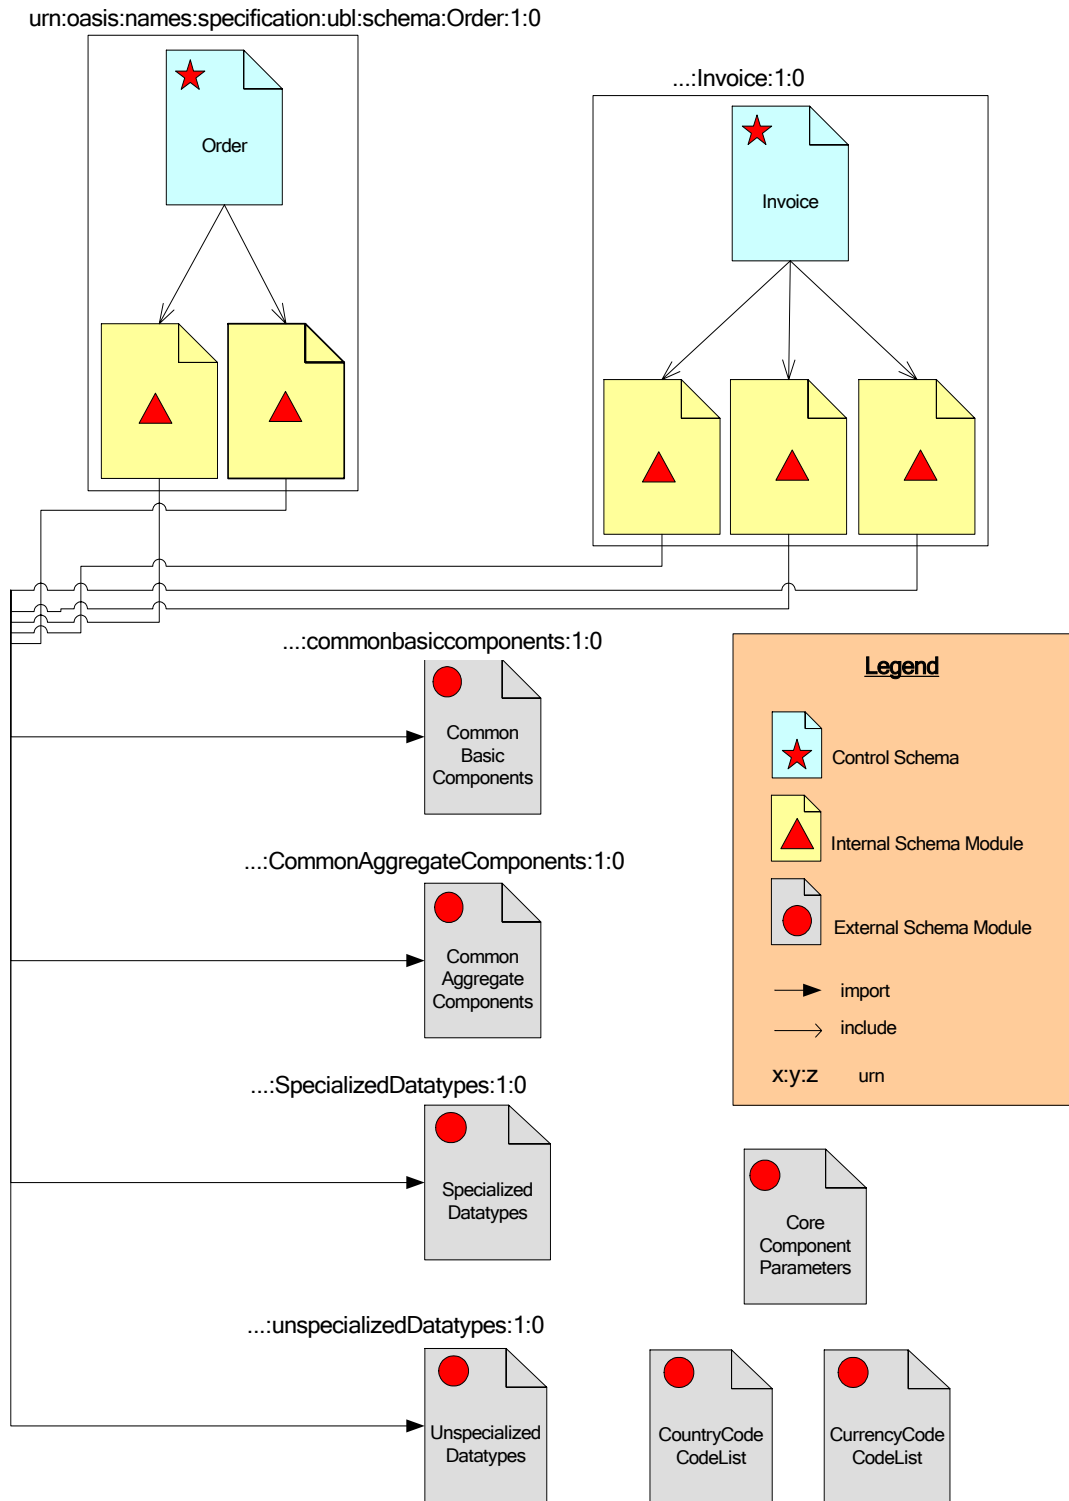 urn:oasis:names:specification:ubl:schema:Order:1:0
...:Invoice:1:0
Order
Invoice
...:commonbasiccomponents:1:0
Common
Basic
Components
Legend
Control Schema
Internal Schema Module
External Schema Module
import
include
x:y:z urn
...:CommonAggregateComponents:1:0
Common
Aggregate
Components
...:SpecializedDatatypes:1:0
Specialized
Datatypes
Core
Component
Parameters
...:unspecializedDatatypes:1:0
Unspecialized
Datatypes
CountryCode
CodeList
CurrencyCode
CodeList